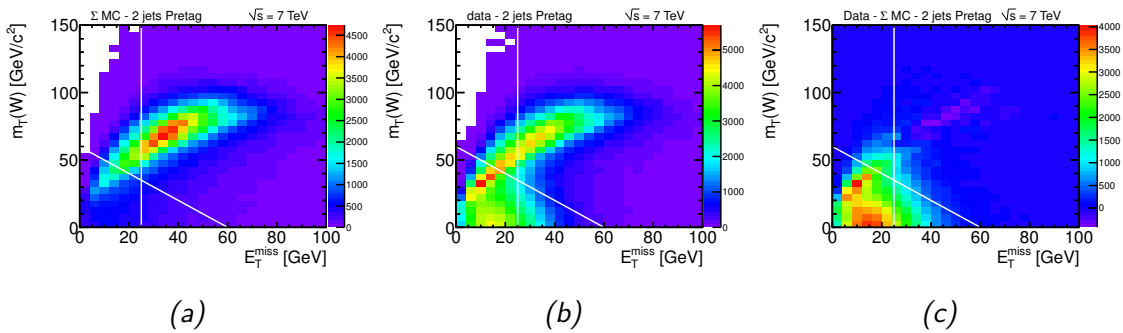 Σ MC - 2 jets Pretag √s = 7 TeV
m_T(W) [GeV/c²]
150
100
50
0
0 20 40 60 80 100
E_T^miss [GeV]
4500
4000
3500
3000
2500
2000
1500
1000
500
0
(a)
data - 2 jets Pretag √s = 7 TeV
m_T(W) [GeV/c²]
150
100
50
0
0 20 40 60 80 100
E_T^miss [GeV]
5000
4000
3000
2000
1000
0
(b)
Data - Σ MC - 2 jets Pretag √s = 7 TeV
m_T(W) [GeV/c²]
150
100
50
0
0 20 40 60 80 100
E_T^miss [GeV]
4000
3500
3000
2500
2000
1500
1000
500
0
(c)